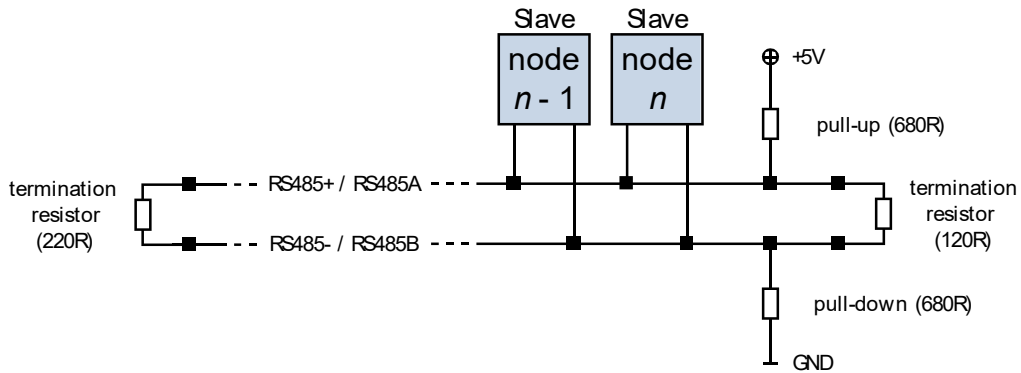 Slave
Slave
node
n - 1
node
n
+5V
pull-up (680R)
termination
resistor
(220R)
RS485+ / RS485A
RS485- / RS485B
termination
resistor
(120R)
pull-down (680R)
GND